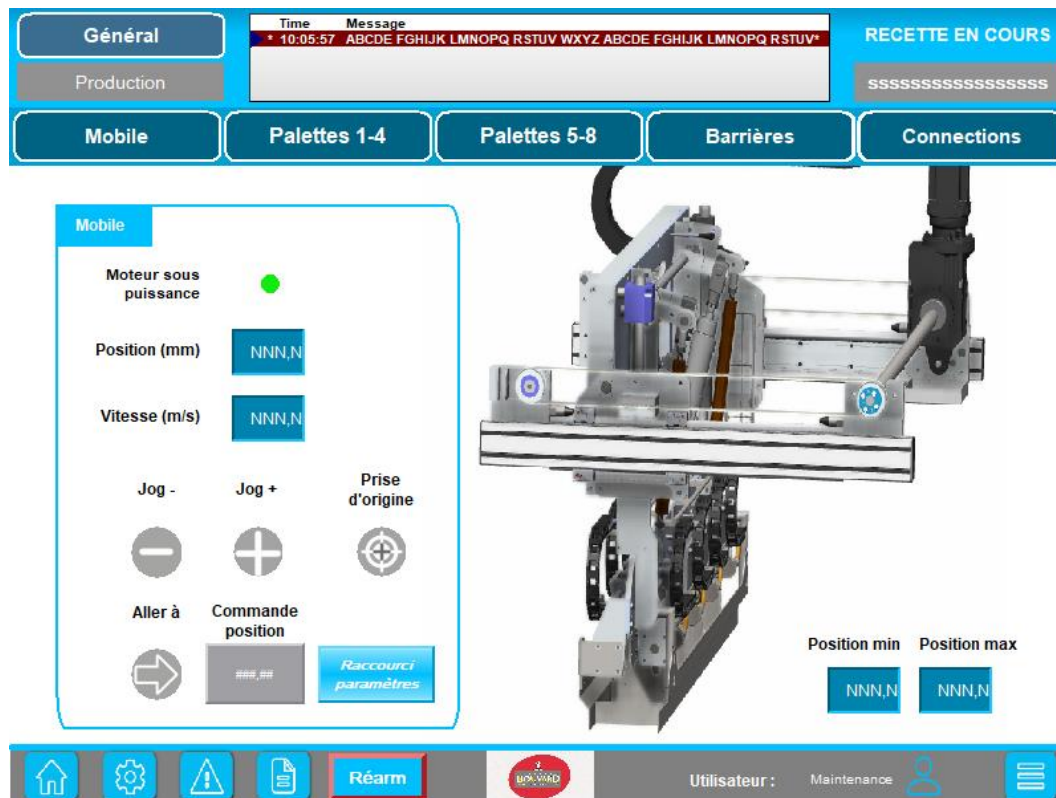 Général
Time Message
* 10:05:57 ABCDE FGHIJK LMNOPQ RSTUV WXYZ ABCDE FGHIJK LMNOPQ RSTUV*
RECETTE EN COURS
Production
sssssssssssssssss
Mobile
Palettes 1-4
Palettes 5-8
Barrières
Connections
Mobile
Moteur sous
puissance
Position (mm)
NNN,N
Vitesse (m/s)
NNN,N
Jog -
Jog +
Prise
d'origine
Aller à
Commande
position
###,##
Raccourci
paramètres
Position min
Position max
NNN,N
NNN,N
Réarm
BOUVARD
Utilisateur :
Maintenance